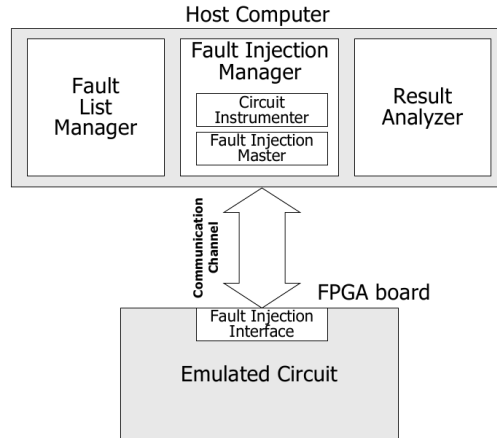 Host Computer
Fault
List
Manager
Fault Injection
Manager
Circuit
Instrumenter
Fault Injection
Master
Result
Analyzer
Communication
Channel
FPGA board
Fault Injection
Interface
Emulated Circuit